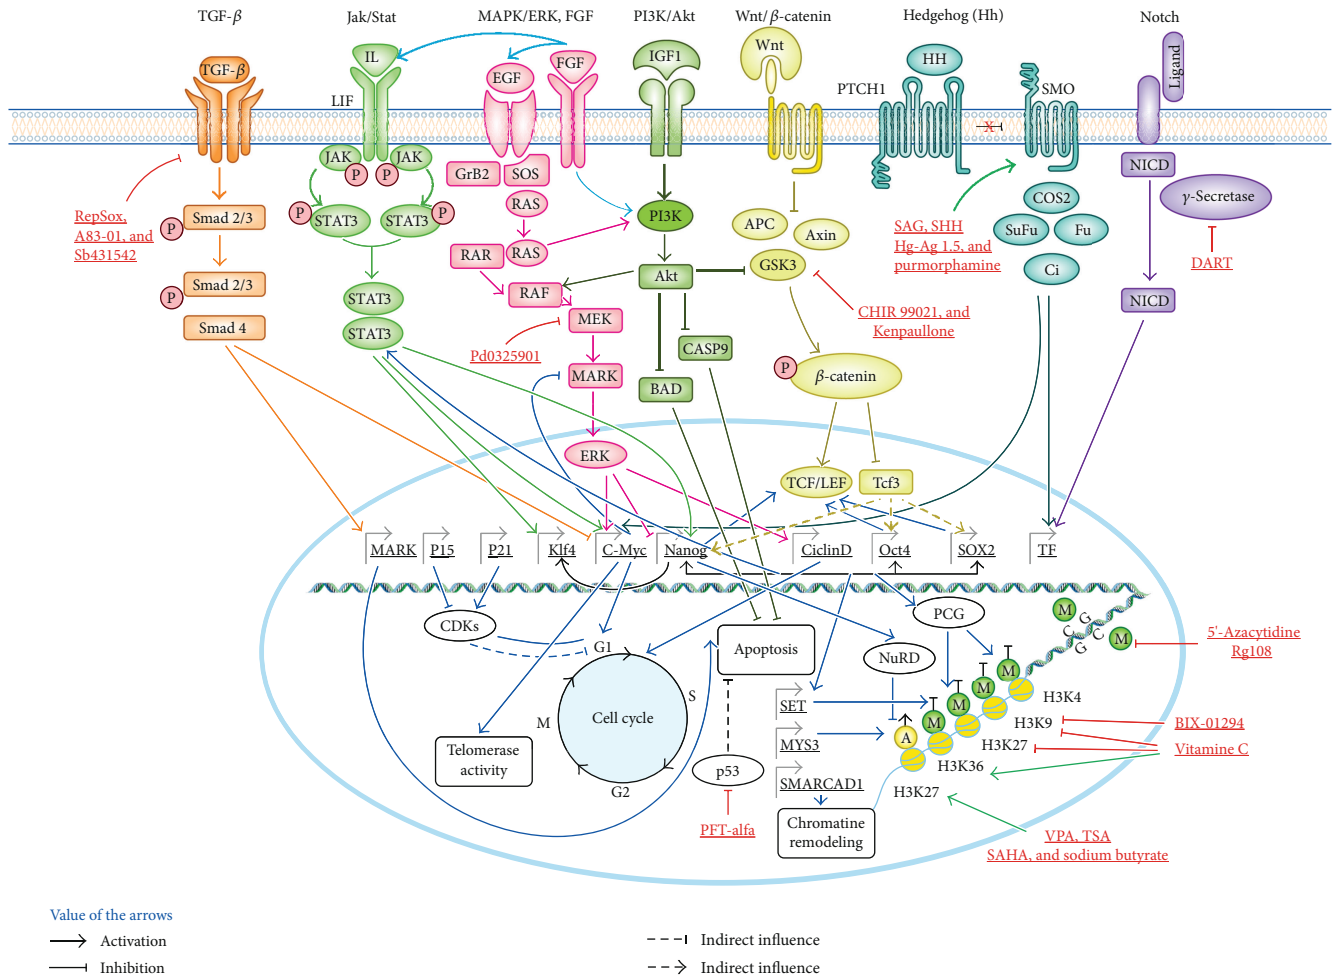 TGF-β
Jak/Stat
MAPK/ERK, FGF
PI3K/Akt
Wnt/β-catenin
Hedgehog (Hh)
Notch
TGF-β
IL
LIF
EGF
FGF
IGF1
Wnt
PTCH1
HH
SMO
Ligand
X
JAK
JAK
P
P
GrB2
SOS
NICD
RepSox,
A83-01, and
Sb431542
P
Smad 2/3
P
STAT3
STAT3
P
RAS
PI3K
APC
Axin
SAG, SHH
Hg-Ag 1.5, and
purmorphamine
COS2
SuFu
Fu
γ-Secretase
RAR
RAS
GSK3
Ci
DART
P
Smad 2/3
Akt
Smad 4
STAT3
STAT3
RAF
MEK
CHIR 99021, and
Kenpaullone
NICD
Pd0325901
CASP9
MARK
BAD
P
β-catenin
ERK
TCF/LEF
Tcf3
MARK
P15
P21
Klf4
C-Myc
Nanog
CiclinD
Oct4
SOX2
TF
CDKs
PCG
M
C
G
G
C
M
5'-Azacytidine
Rg108
G1
Apoptosis
NuRD
M
M
M
M
A
H3K4
H3K9
H3K27
H3K36
H3K27
BIX-01294
Vitamine C
Cell cycle
S
M
G2
SET
MYS3
SMARCAD1
Telomerase
activity
p53
PFT-alfa
Chromatine
remodeling
VPA, TSA
SAHA, and sodium butyrate
Value of the arrows
Activation
Inhibition
Indirect influence
Indirect influence